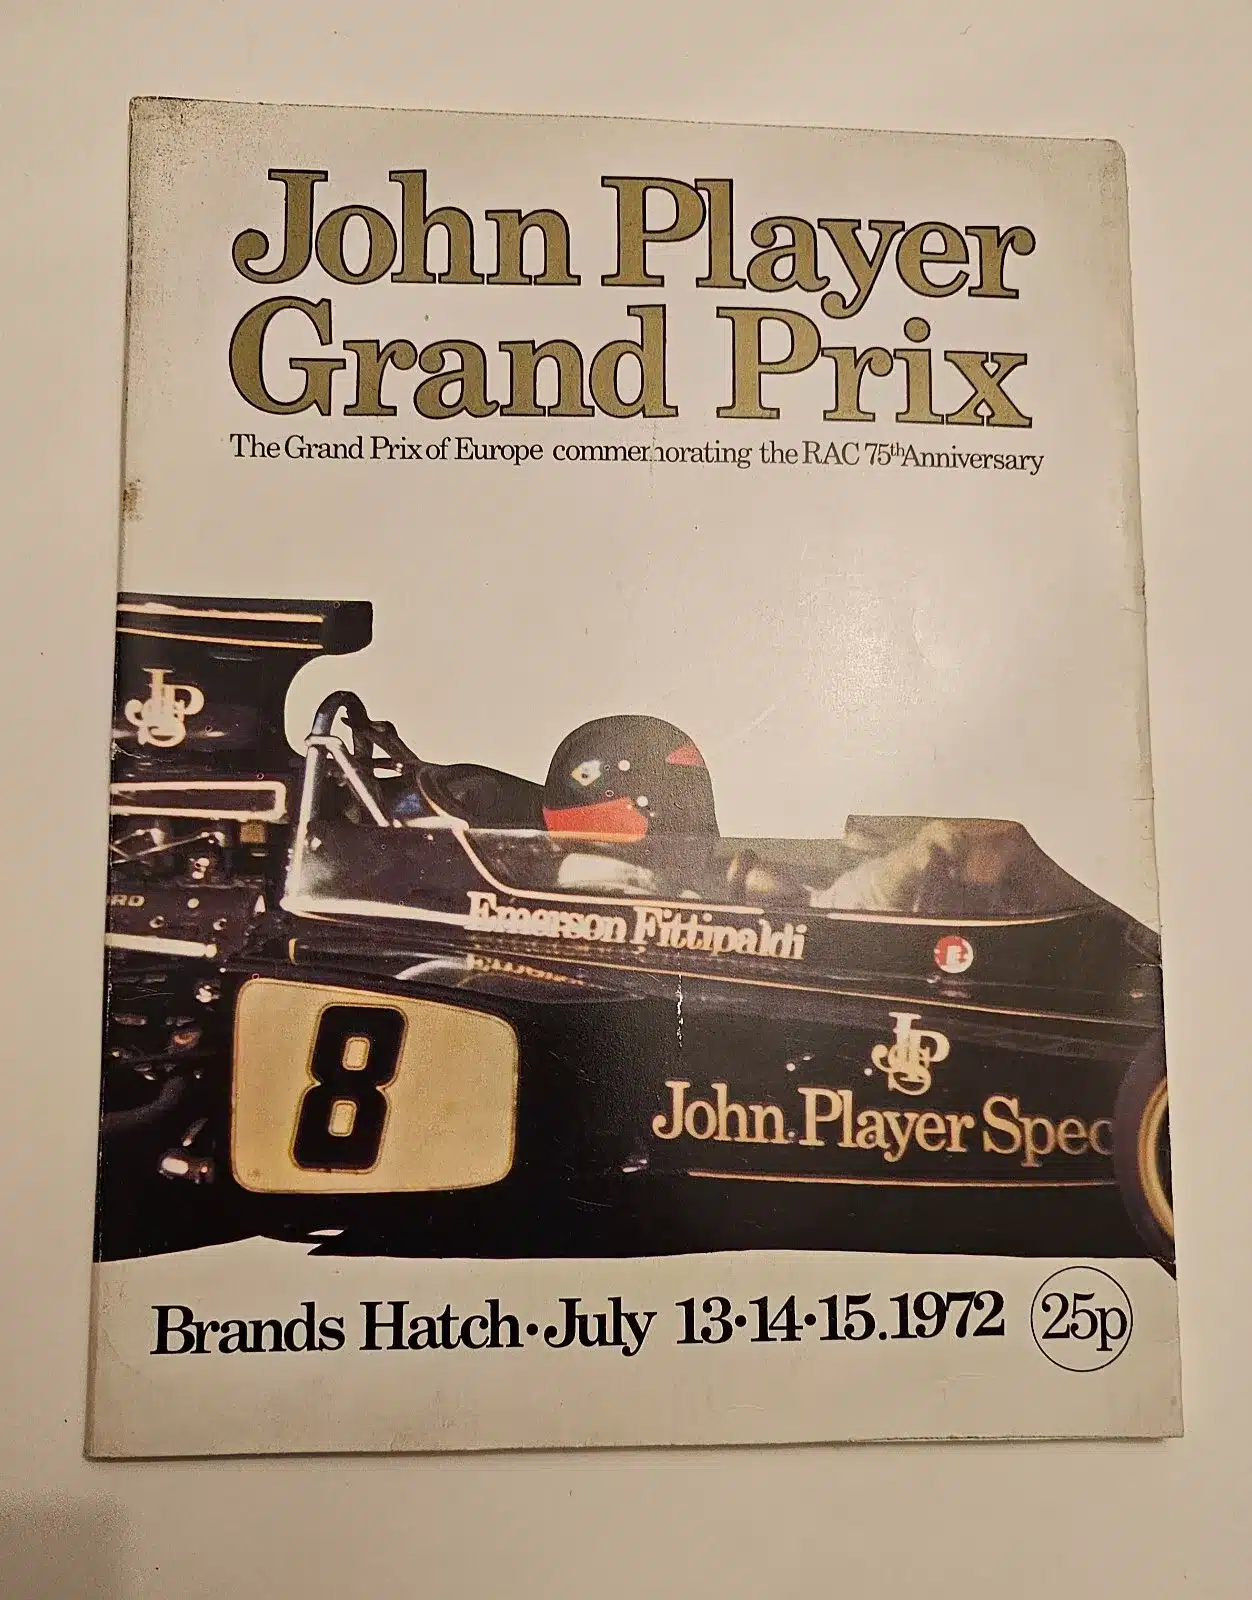 John Player
Grand Prix
The Grand Prix of Europe commemorating the RAC 75th Anniversary
JPS
Emerson Fittipaldi
8
JPS
John Player Spec
Brands Hatch·July 13·14·15.1972 25p